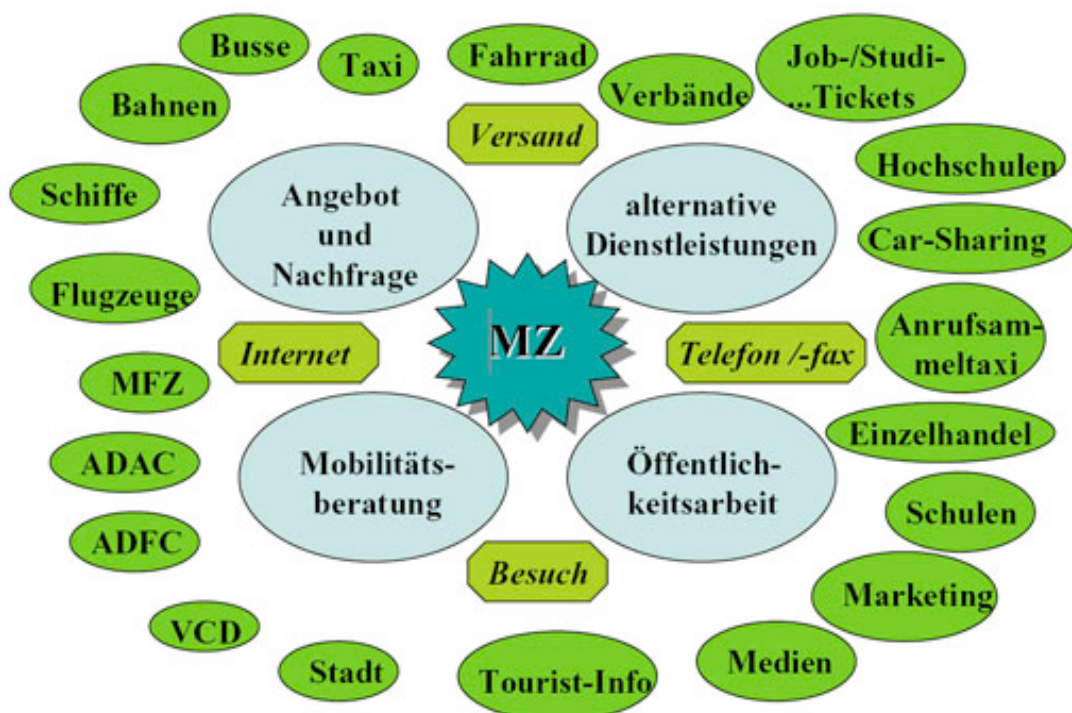 Busse
Taxi
Fahrrad
Verbände
Job-/Studi-
...Tickets
Bahnen
Versand
Hochschulen
Schiffe
Angebot
und
Nachfrage
alternative
Dienstleistungen
Car-Sharing
Flugzeuge
Internet
MZ
Telefon /-fax
Anrufsam-
meltaxi
MFZ
Einzelhandel
ADAC
Mobilitäts-
beratung
Öffentlich-
keitsarbeit
Schulen
ADFC
Besuch
Marketing
VCD
Stadt
Tourist-Info
Medien